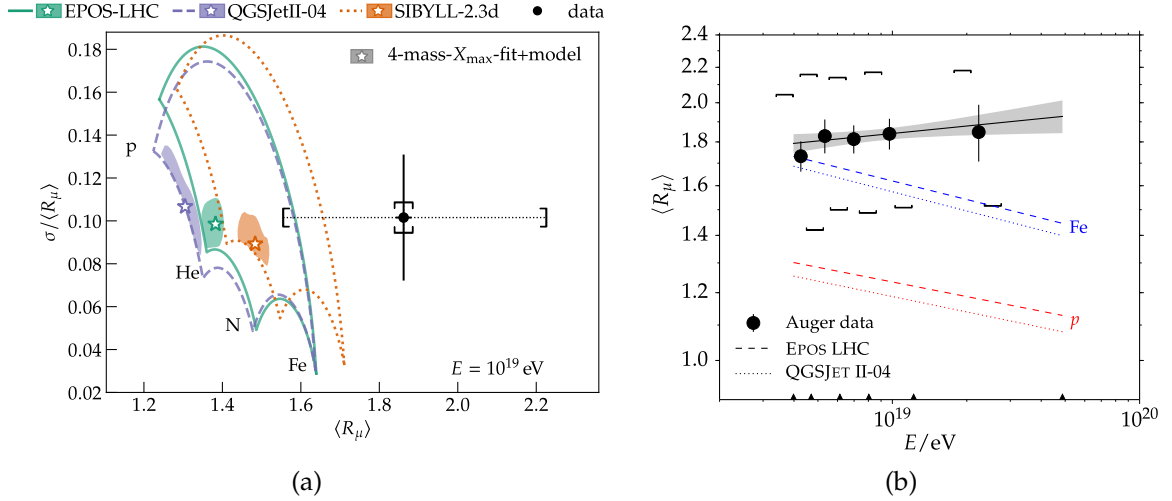 EPOS-LHC QGSJetII-04 SIBYLL-2.3d data
4-mass-Xmax-fit+model
0.18
0.16
0.14
0.12
0.10
0.08
0.06
0.04
0.02
σ/⟨Rμ⟩
p
He
N
Fe
E = 10¹⁹ eV
1.2 1.4 1.6 1.8 2.0 2.2
⟨Rμ⟩
(a)
2.4
2.2
2.0
1.8
1.6
1.4
1.2
1.0
⟨Rμ⟩
Fe
p
Auger data
EPOS LHC
QGSJET II-04
10¹⁹ 10²⁰
E/eV
(b)